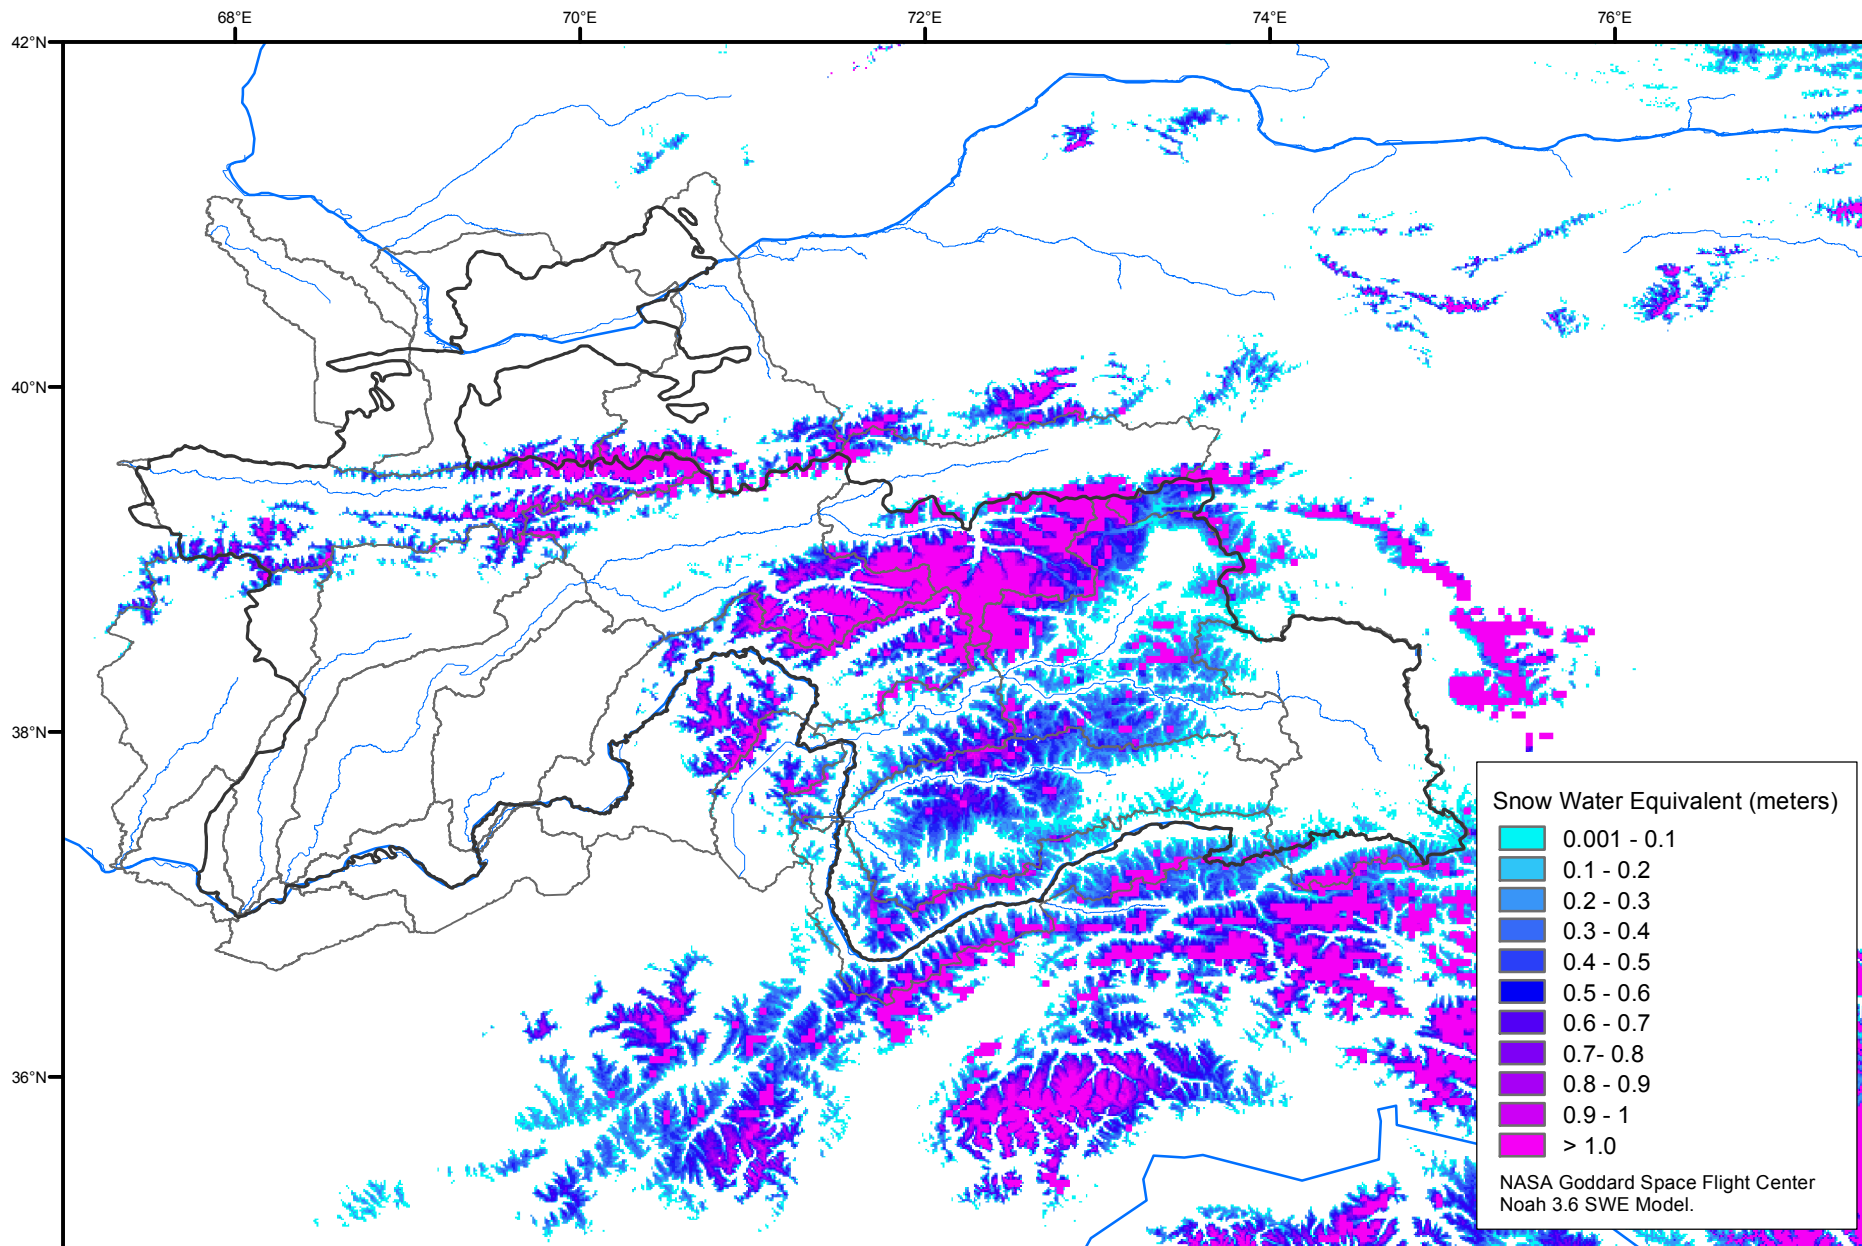 68°E
70°E
72°E
74°E
76°E
42°N
40°N
38°N
36°N
Snow Water Equivalent (meters)
0.001 - 0.1
0.1 - 0.2
0.2 - 0.3
0.3 - 0.4
0.4 - 0.5
0.5 - 0.6
0.6 - 0.7
0.7- 0.8
0.8 - 0.9
0.9 - 1
> 1.0
NASA Goddard Space Flight Center
Noah 3.6 SWE Model.